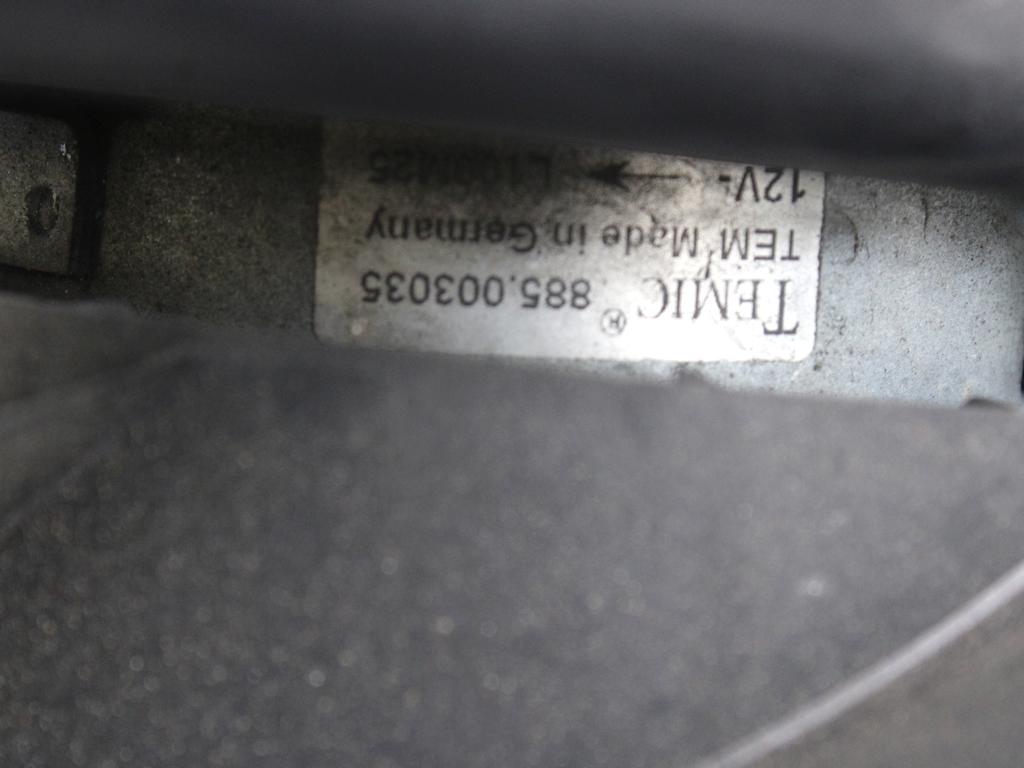 TEMIC® 885.003035
TEM Made in Germany
12V-